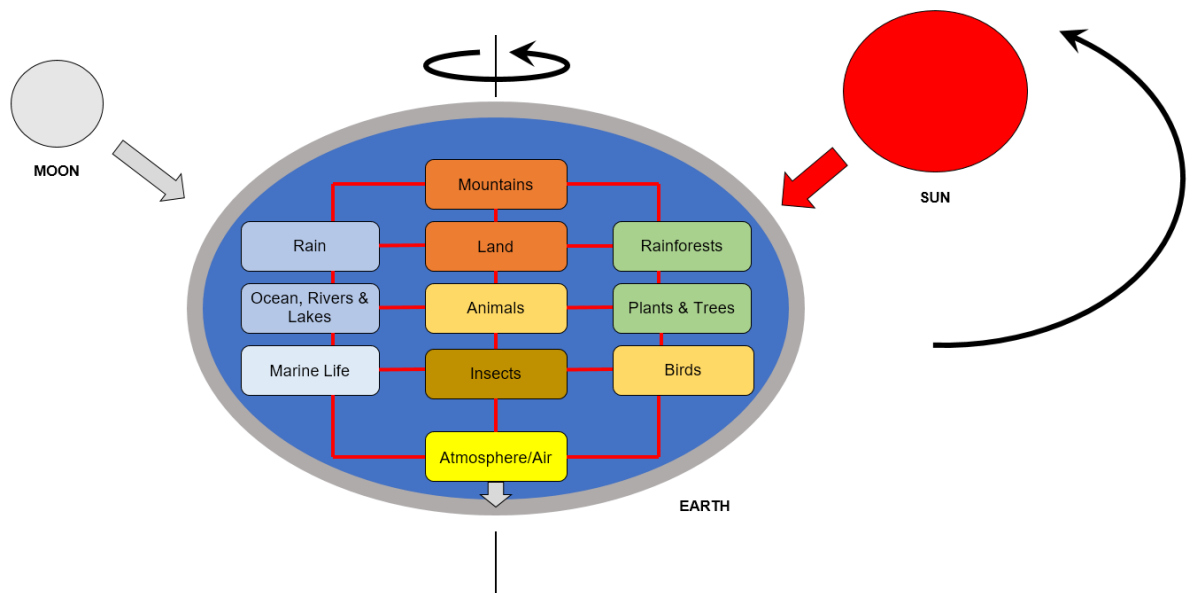 MOON
SUN
Mountains
Rain
Land
Rainforests
Ocean, Rivers &
Lakes
Animals
Plants & Trees
Marine Life
Insects
Birds
Atmosphere/Air
EARTH